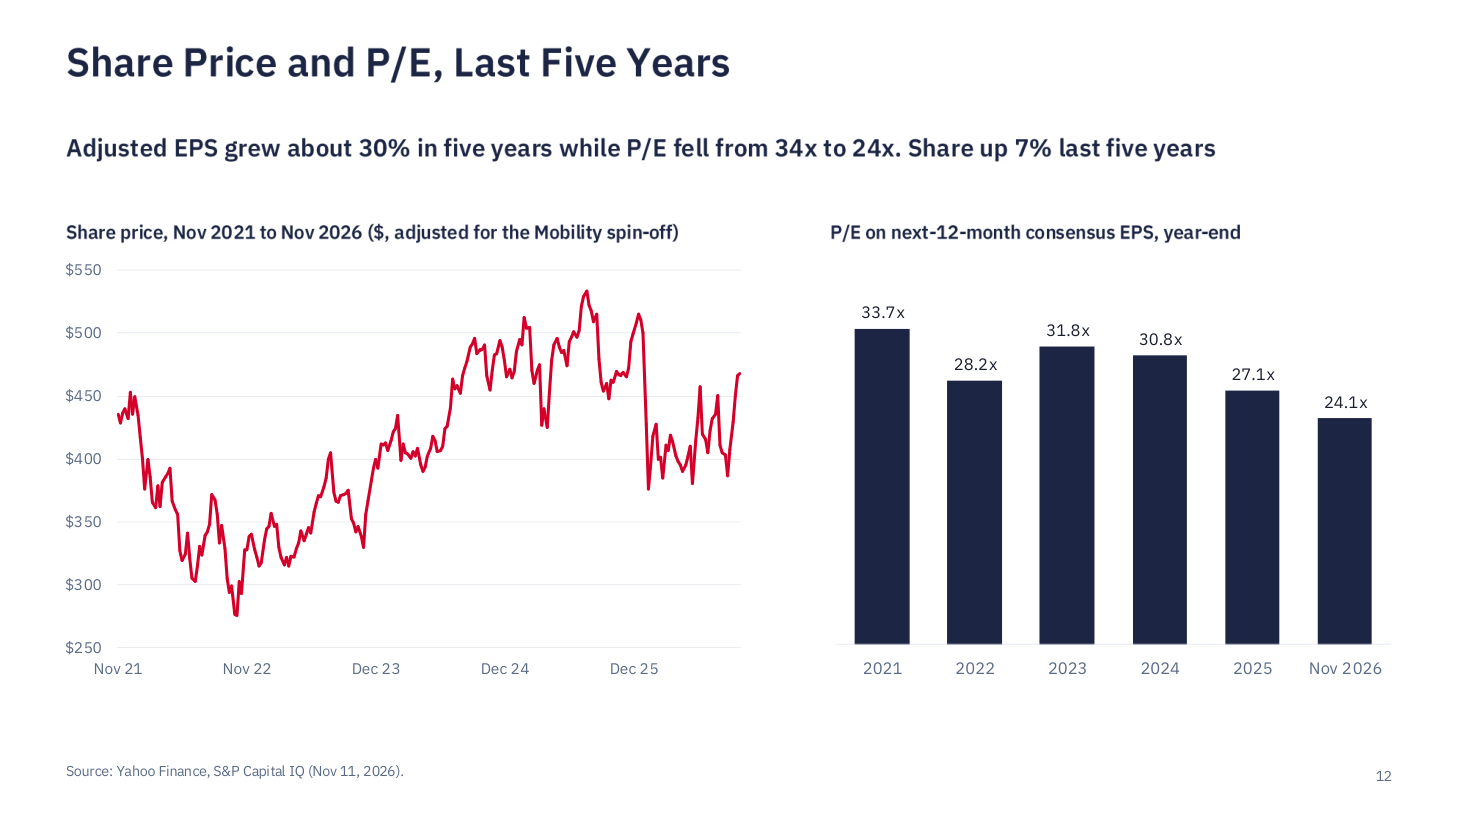 Share Price and P/E, Last Five Years
Adjusted EPS grew about 30% in five years while P/E fell from 34x to 24x. Share up 7% last five years
Share price, Nov 2021 to Nov 2026 ($, adjusted for the Mobility spin-off)
$550
$500
$450
$400
$350
$300
$250
Nov 21 Nov 22 Dec 23 Dec 24 Dec 25
P/E on next-12-month consensus EPS, year-end
33.7x 28.2x 31.8x 30.8x 27.1x 24.1x
2021 2022 2023 2024 2025 Nov 2026
Source: Yahoo Finance, S&P Capital IQ (Nov 11, 2026).
12